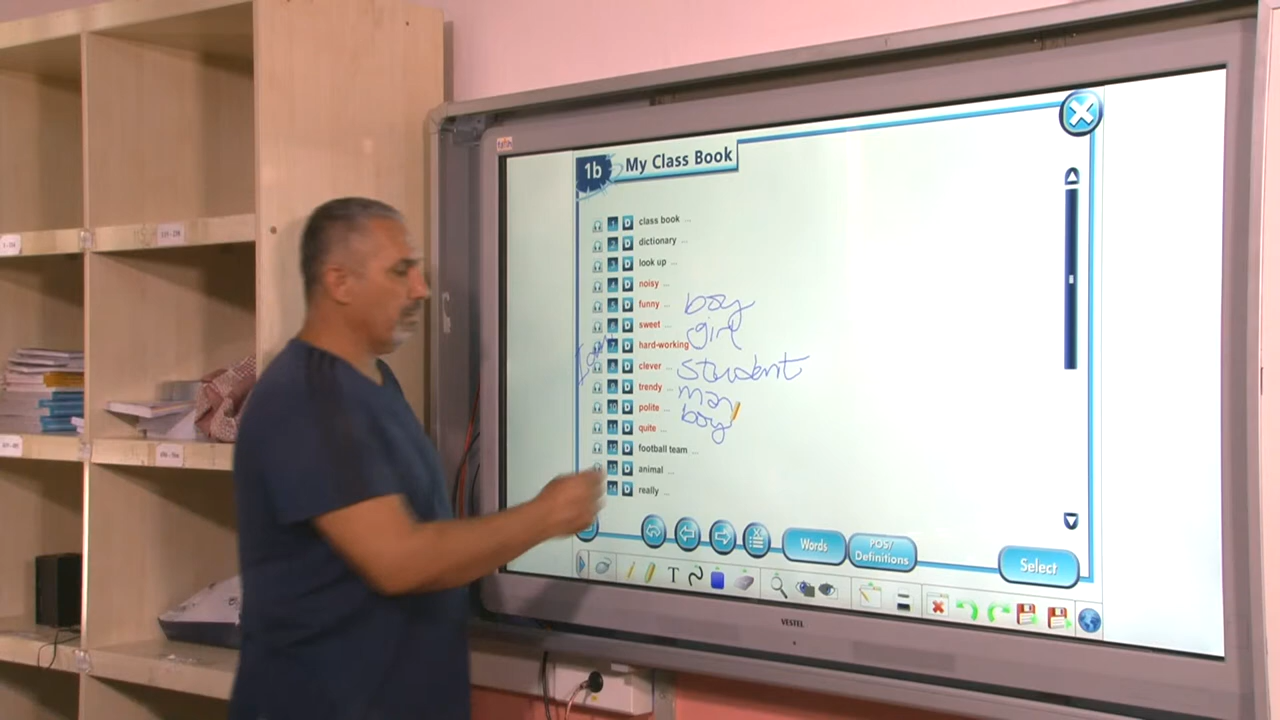 1b My Class Book
1 D class book ...
2 D dictionary ...
3 D look up ...
4 D noisy ...
5 D funny ... boy
6 D sweet ... girl
I am 7 D hard-working
8 D clever ... student
9 D trendy ... man
10 D polite ... boy
11 D quite ...
12 D football team ...
13 D animal ...
14 D really ...
Words
POS/
Definitions
Select
T
VESTEL